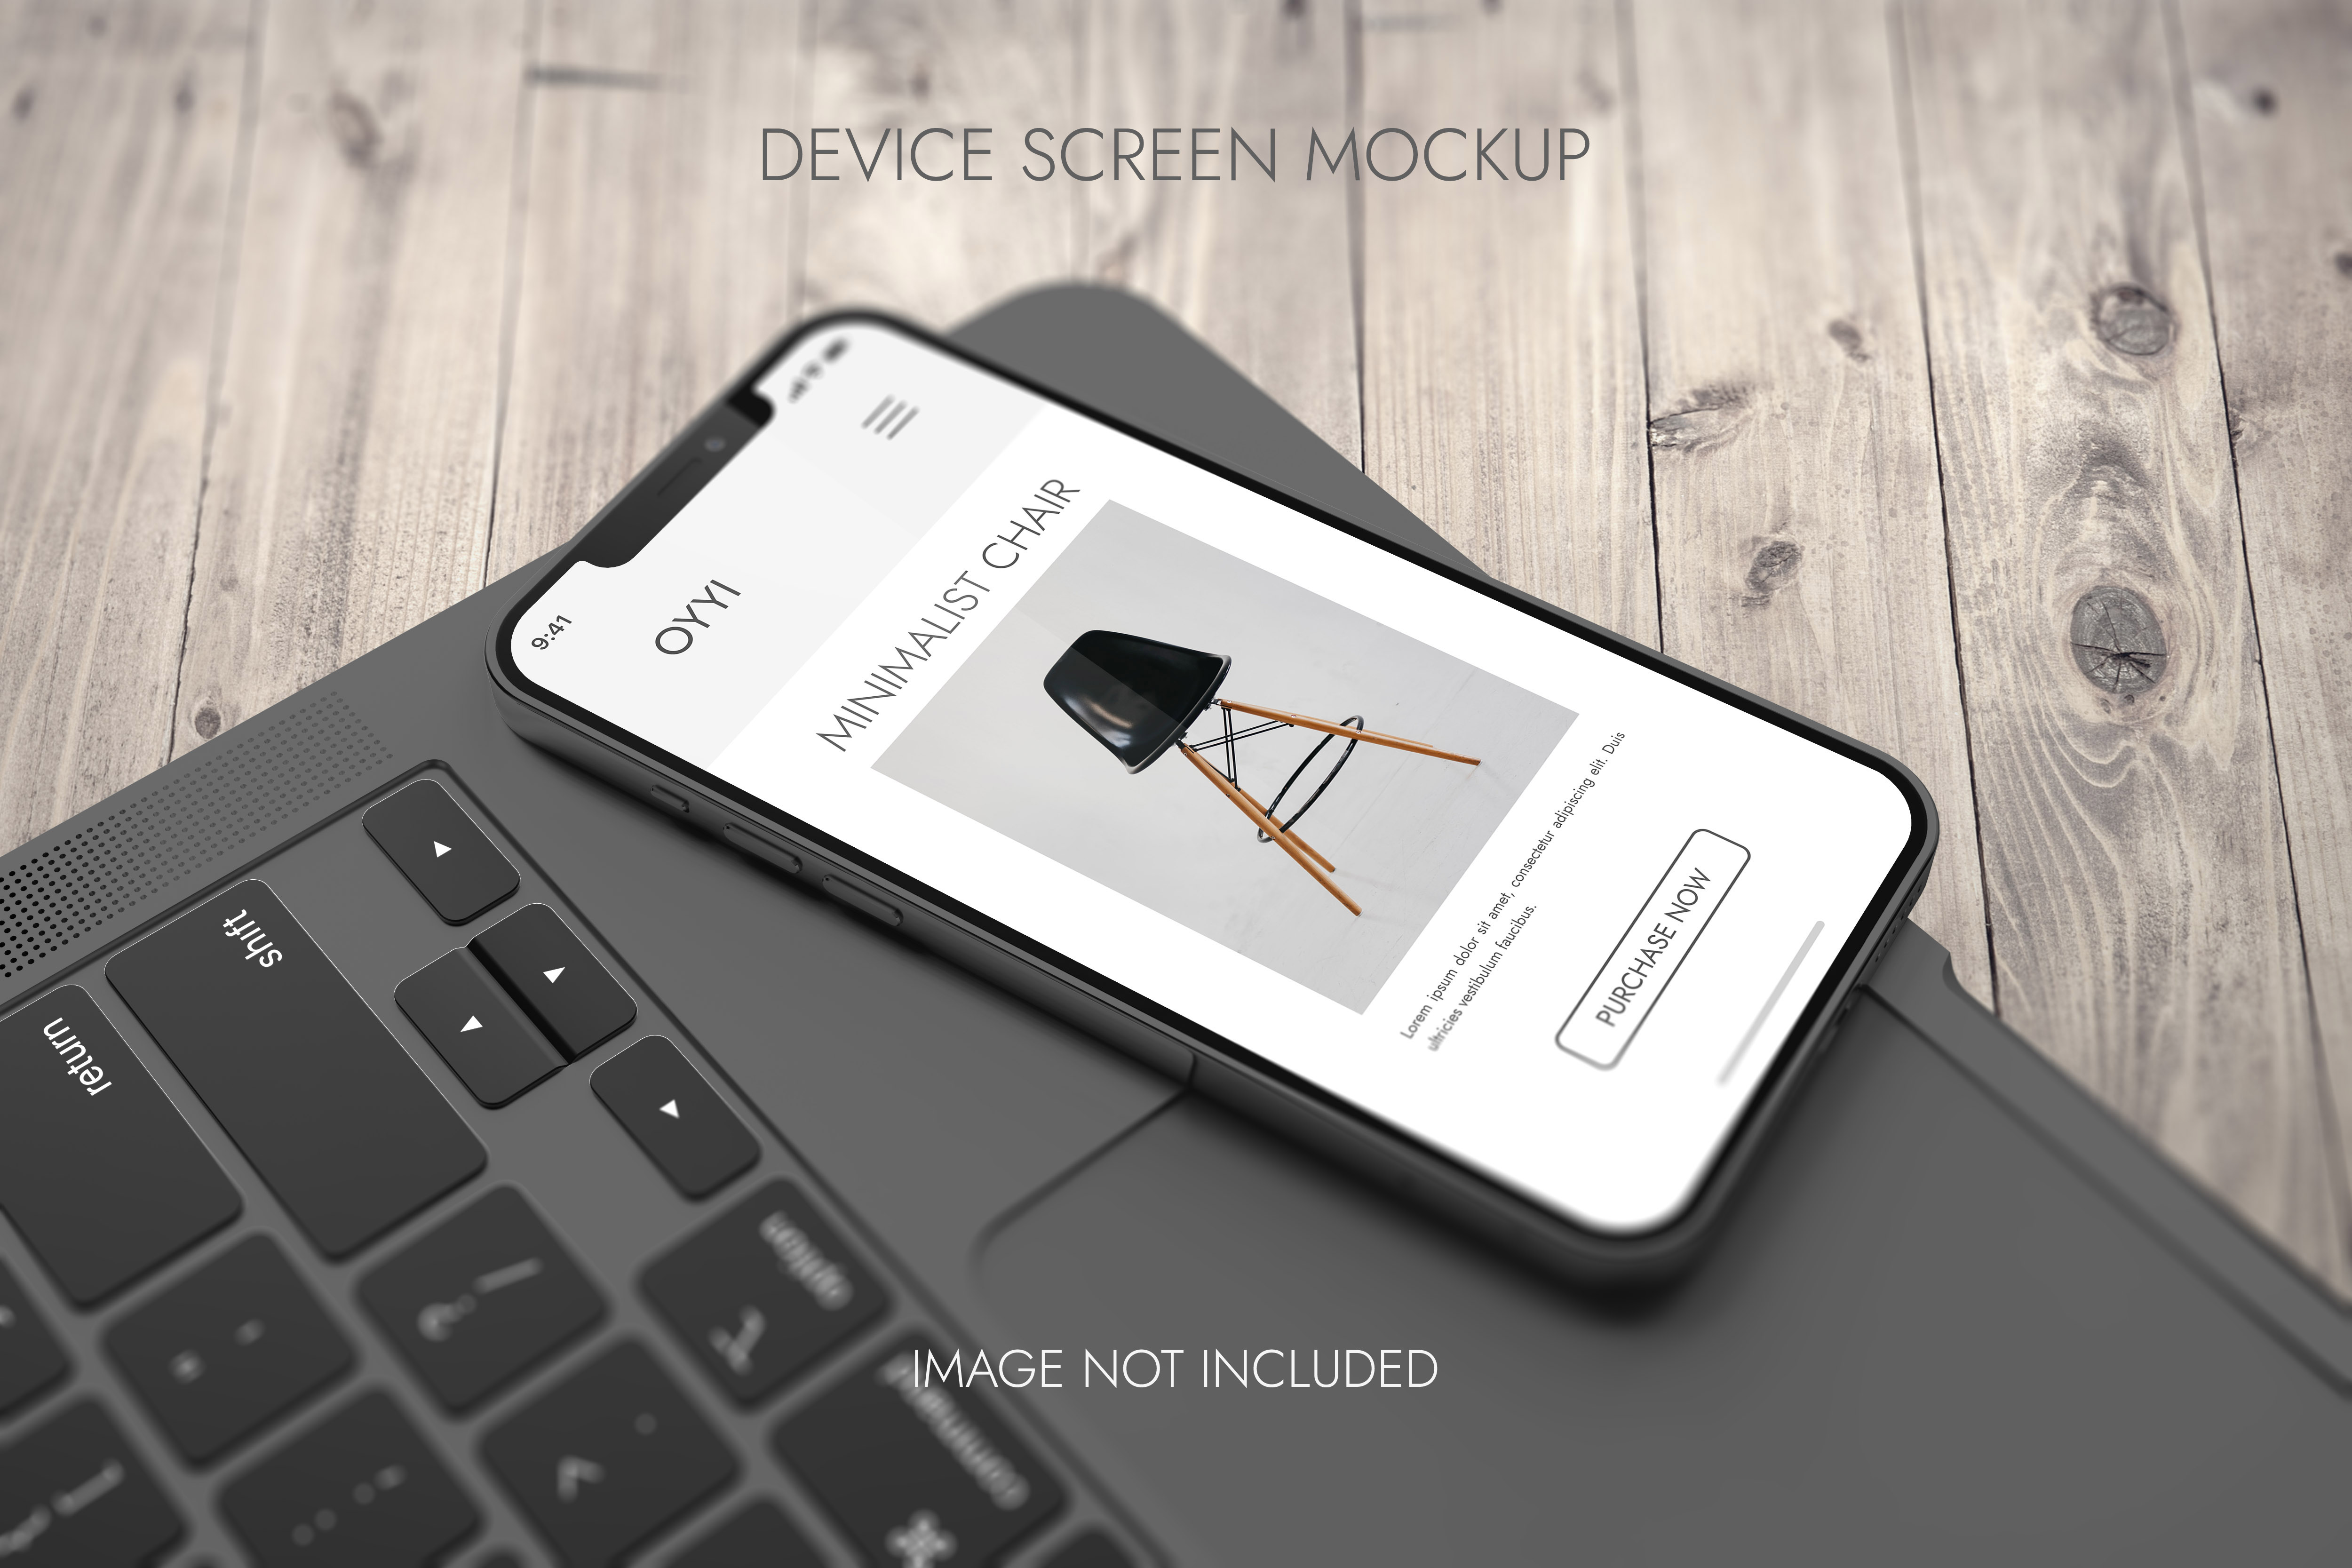 DEVICE SCREEN MOCKUP
9:41
OYYI
MINIMALIST CHAIR
Lorem ipsum dolor sit amet, consectetur adipiscing elit. Duis
ultricies vestibulum faucibus.
PURCHASE NOW
shift
return
option
command
IMAGE NOT INCLUDED